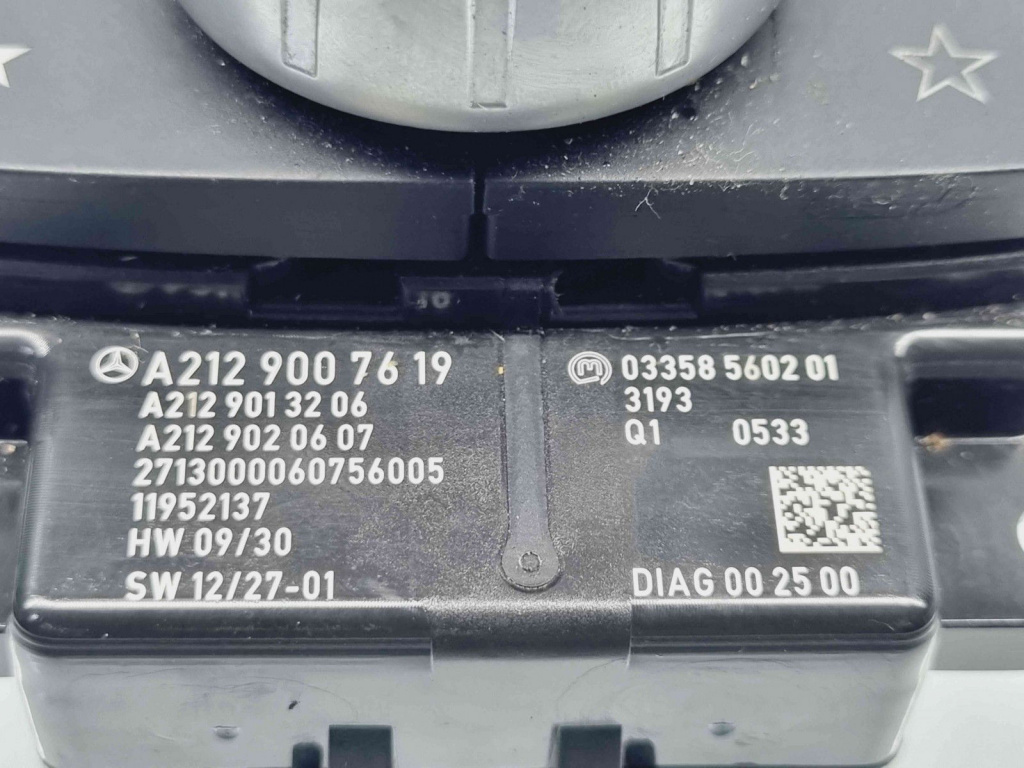 A212 900 76 19
A212 901 32 06
A212 902 06 07
2713000060756005
11952137
HW 09/30
SW 12/27-01
03358 5602 01
3193
Q1 0533
DIAG 00 25 00